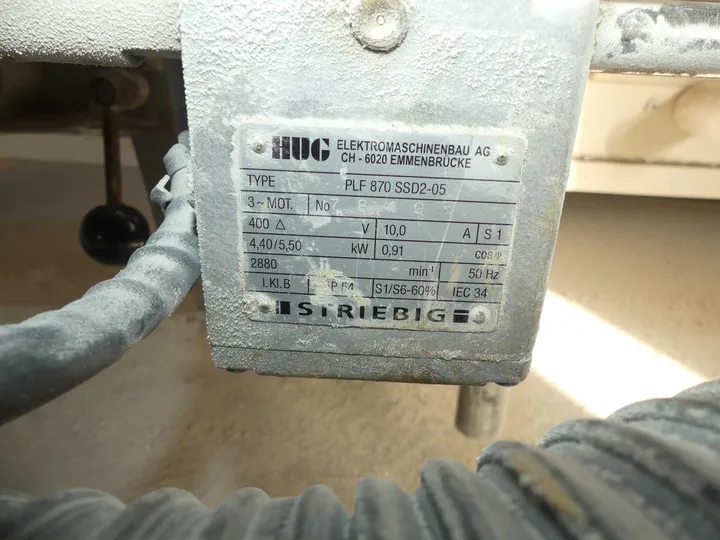 HUG ELEKTROMASCHINENBAU AG
CH - 6020 EMMENBRÜCKE
TYPE PLF 870 SSD2-05
3~MOT. No
400 Δ V 10,0 A S 1
4,40/5,50 kW 0,91 cos φ
2880 min⁻¹ 50 Hz
I.Kl.B IP 54 S1/S6-60% IEC 34
STRIEBIG